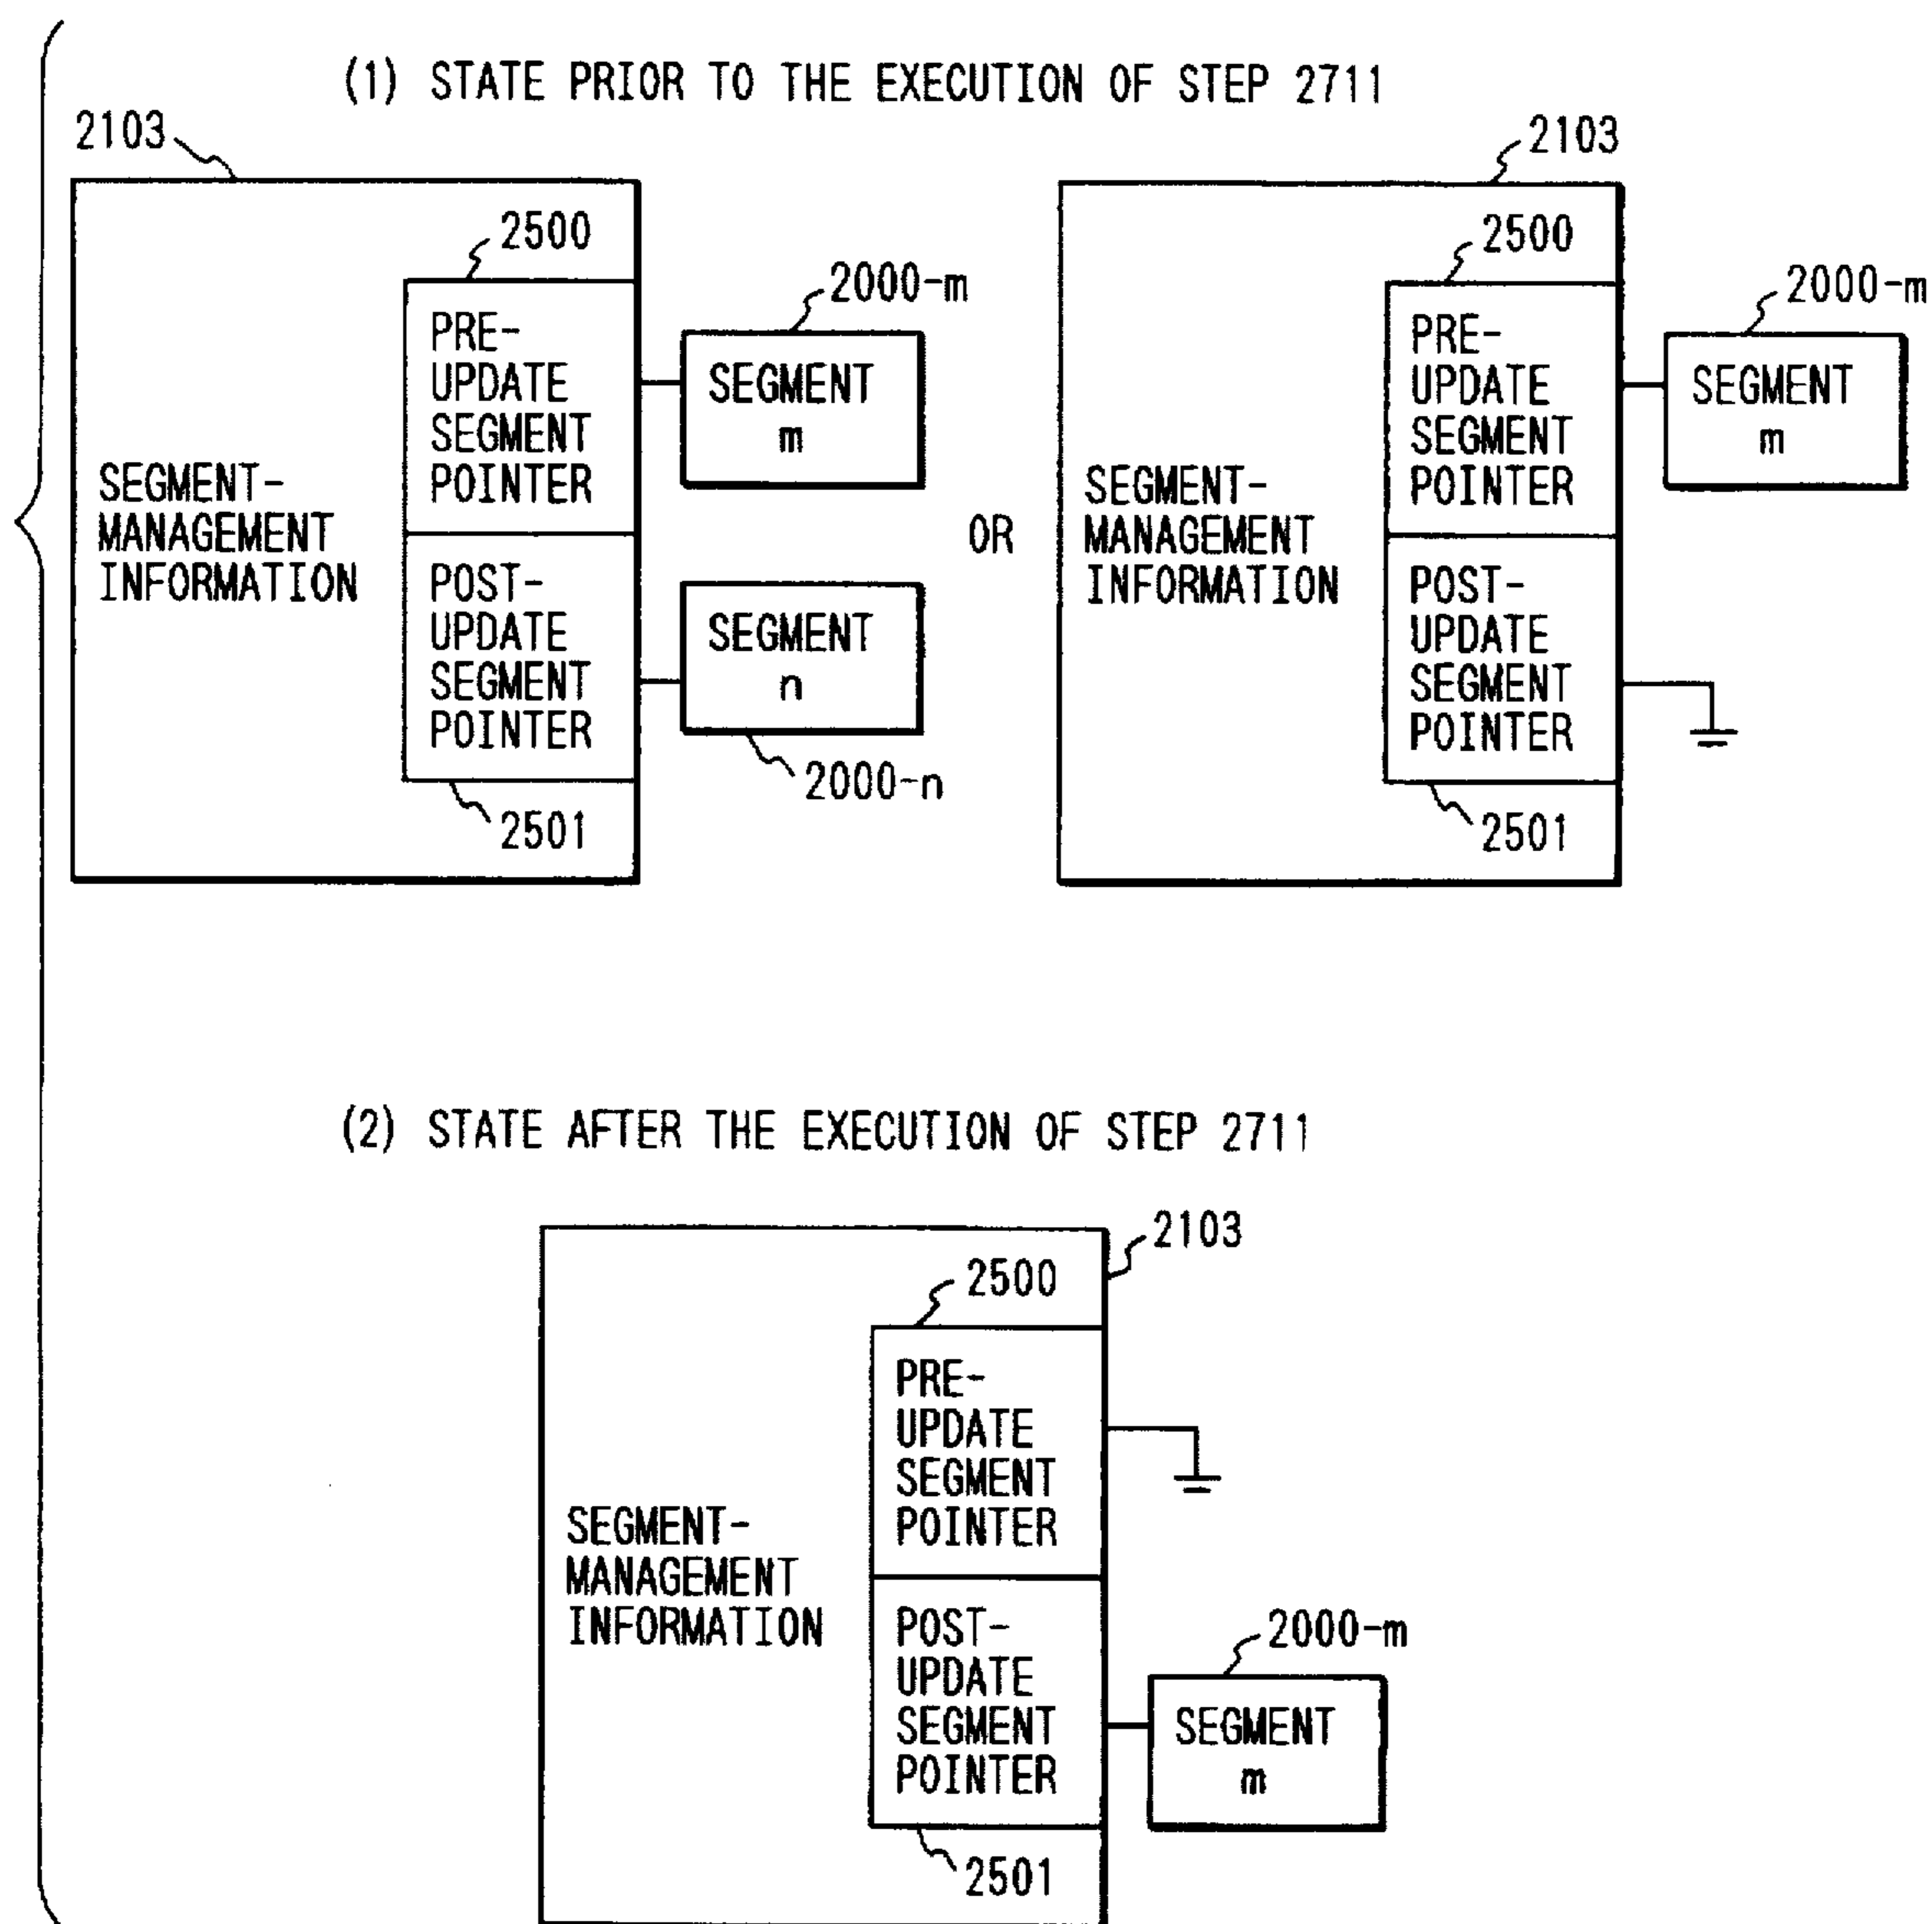 (1) STATE PRIOR TO THE EXECUTION OF STEP 2711
2103
2500
PRE-
UPDATE
SEGMENT
POINTER
2000-m
SEGMENT
m
SEGMENT-
MANAGEMENT
INFORMATION
POST-
UPDATE
SEGMENT
POINTER
SEGMENT
n
2000-n
2501
OR
2103
2500
PRE-
UPDATE
SEGMENT
POINTER
2000-m
SEGMENT
m
SEGMENT-
MANAGEMENT
INFORMATION
POST-
UPDATE
SEGMENT
POINTER
2501
(2) STATE AFTER THE EXECUTION OF STEP 2711
2103
2500
PRE-
UPDATE
SEGMENT
POINTER
SEGMENT-
MANAGEMENT
INFORMATION
POST-
UPDATE
SEGMENT
POINTER
2000-m
SEGMENT
m
2501